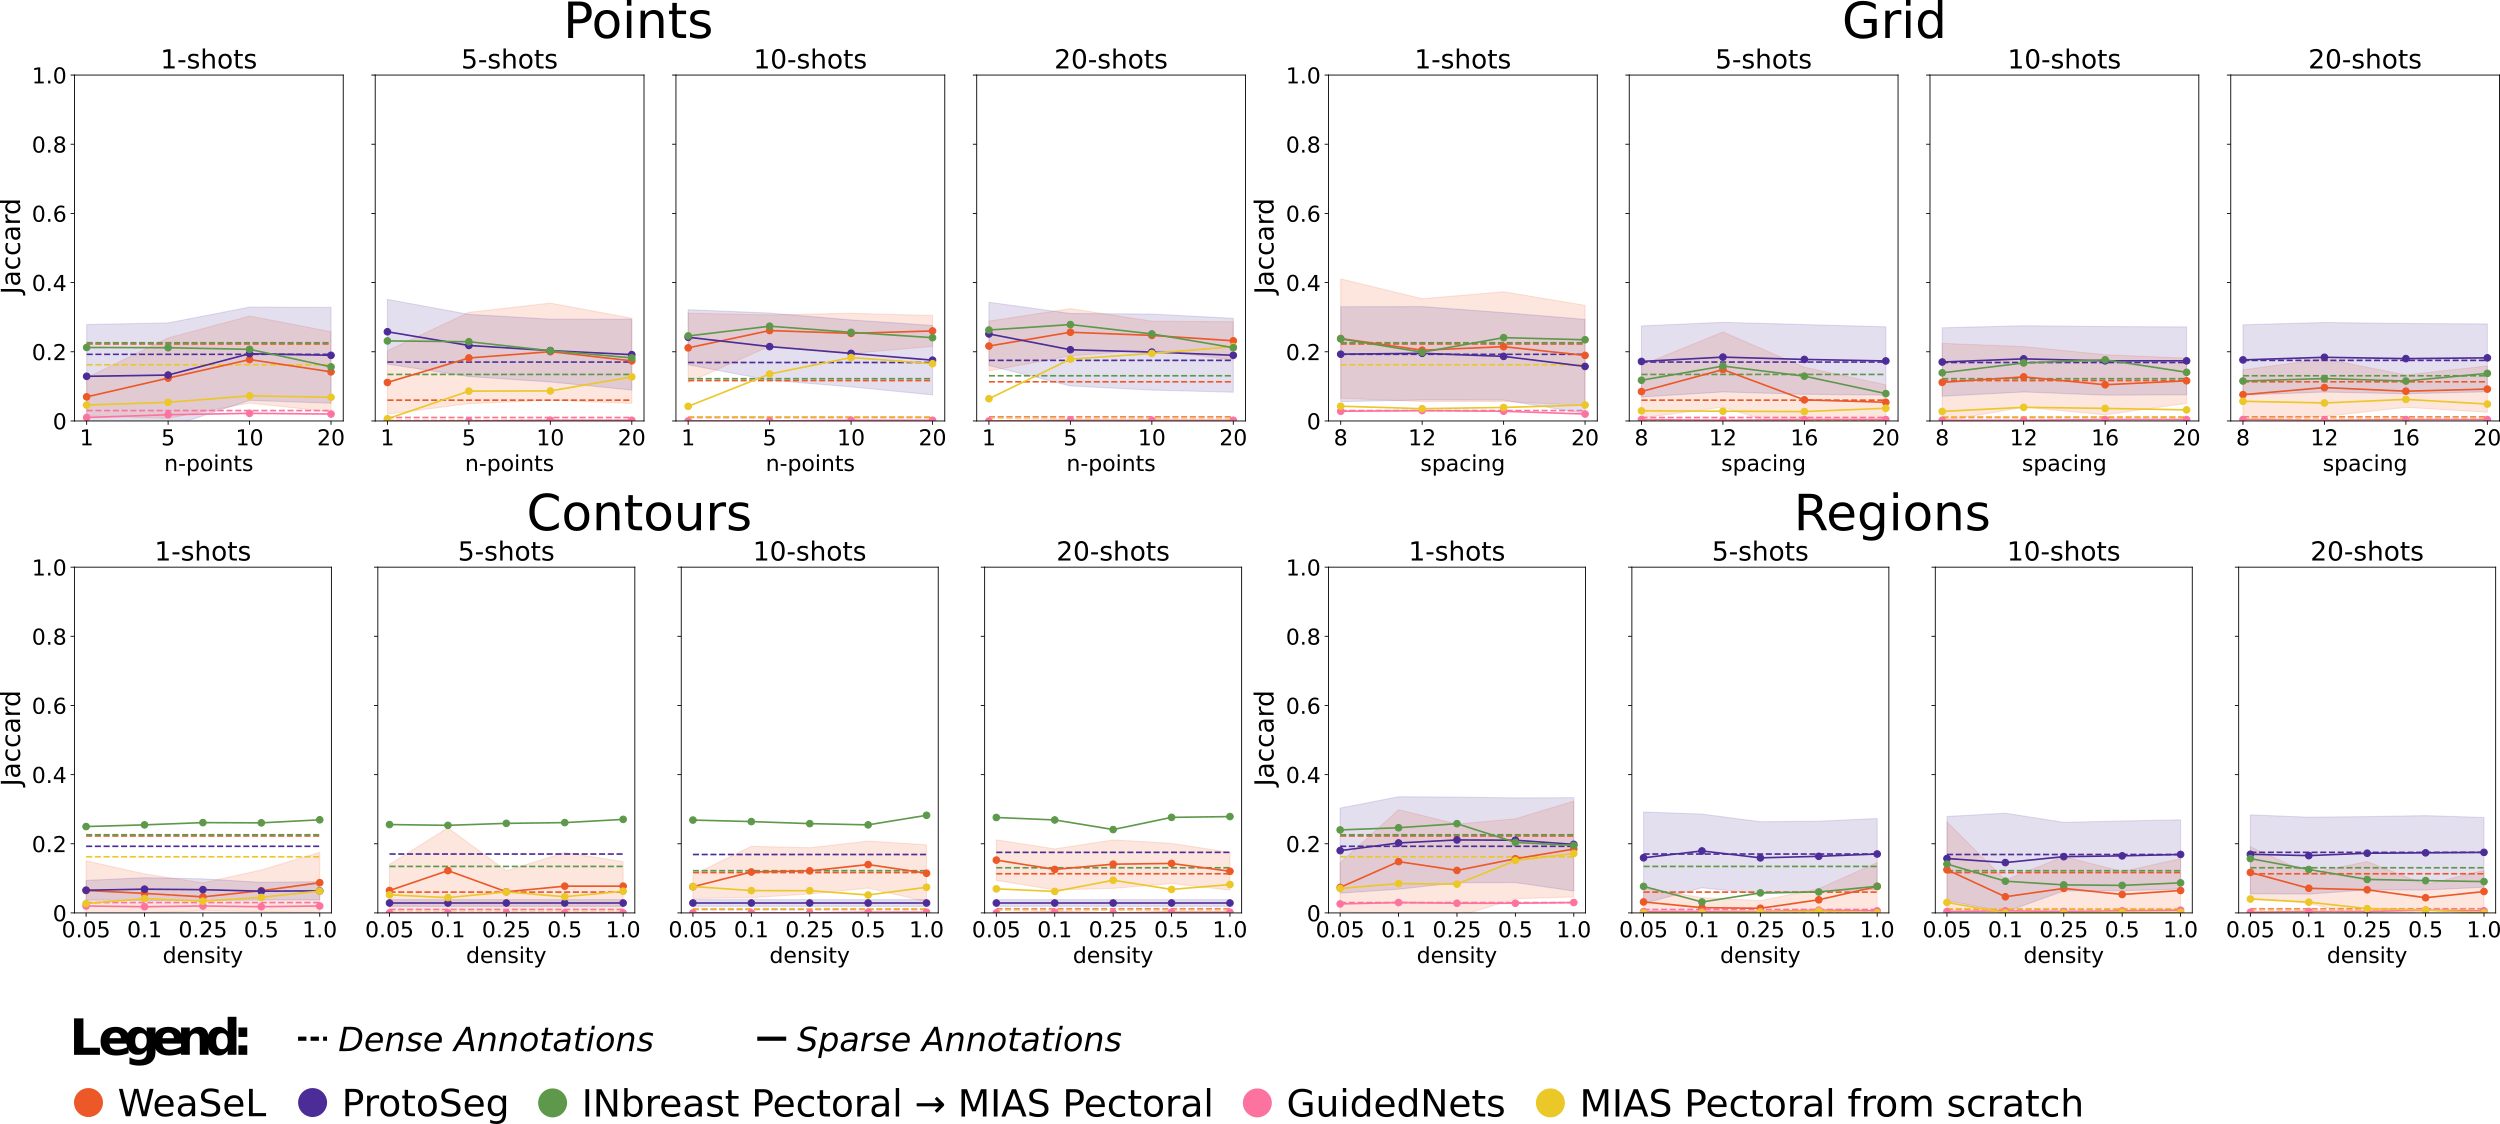 Points
Grid
1-shots 5-shots 10-shots 20-shots 1-shots 5-shots 10-shots 20-shots
1.0 1.0
0.8 0.8
0.6 0.6
0.4 0.4
0.2 0.2
0 0
Jaccard Jaccard
1 5 10 20 1 5 10 20 1 5 10 20 1 5 10 20 8 12 16 20 8 12 16 20 8 12 16 20 8 12 16 20
n-points n-points n-points n-points spacing spacing spacing spacing
Contours
Regions
1-shots 5-shots 10-shots 20-shots 1-shots 5-shots 10-shots 20-shots
1.0 1.0
0.8 0.8
0.6 0.6
0.4 0.4
0.2 0.2
0 0
Jaccard Jaccard
0.05 0.1 0.25 0.5 1.0 0.05 0.1 0.25 0.5 1.0 0.05 0.1 0.25 0.5 1.0 0.05 0.1 0.25 0.5 1.0 0.05 0.1 0.25 0.5 1.0 0.05 0.1 0.25 0.5 1.0 0.05 0.1 0.25 0.5 1.0 0.05 0.1 0.25 0.5 1.0
density density density density density density density density
Legend: Dense Annotations Sparse Annotations
WeaSeL ProtoSeg INbreast Pectoral → MIAS Pectoral GuidedNets MIAS Pectoral from scratch